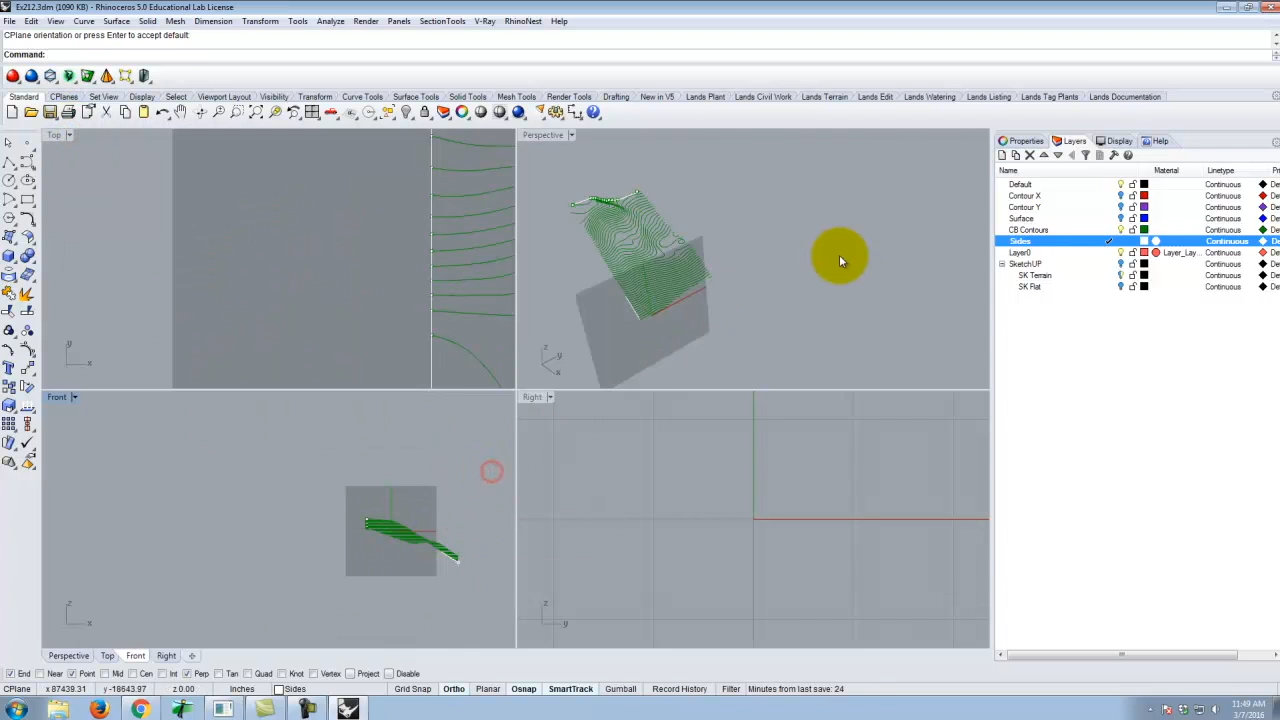 Ex212.3dm (1090 KB) - Rhinoceros 5.0 Educational Lab License
File Edit View Curve Surface Solid Mesh Dimension Transform Tools Analyze Render Panels SectionTools V-Ray RhinoNest Help
CPlane orientation or press Enter to accept default:
Command:
Standard CPlanes Set View Display Select Viewport Layout Visibility Transform Curve Tools Surface Tools Solid Tools Mesh Tools Render Tools Drafting New in V5 Lands Plant Lands Civil Work Lands Terrain Lands Edit Lands Watering Lands Listing Lands Tag Plants Lands Documentation
Top
Perspective
Properties Layers Display Help
Name Material Linetype
Default Continuous
Contour X Continuous
Contour Y Continuous
Surface Continuous
CB Contours Continuous
Sides Continuous
Layer0 Layer_Lay... Continuous
SketchUP Continuous
SK Terrain Continuous
SK Flat Continuous
y
x
z
y
x
Front
Right
z
x
z
y
Perspective Top Front Right
End Near Point Mid Cen Int Perp Tan Quad Knot Vertex Project Disable
CPlane x 87439.31 y -18643.97 z 0.00 Inches Sides Grid Snap Ortho Planar Osnap SmartTrack Gumball Record History Filter Minutes from last save: 24
11:49 AM
3/7/2016